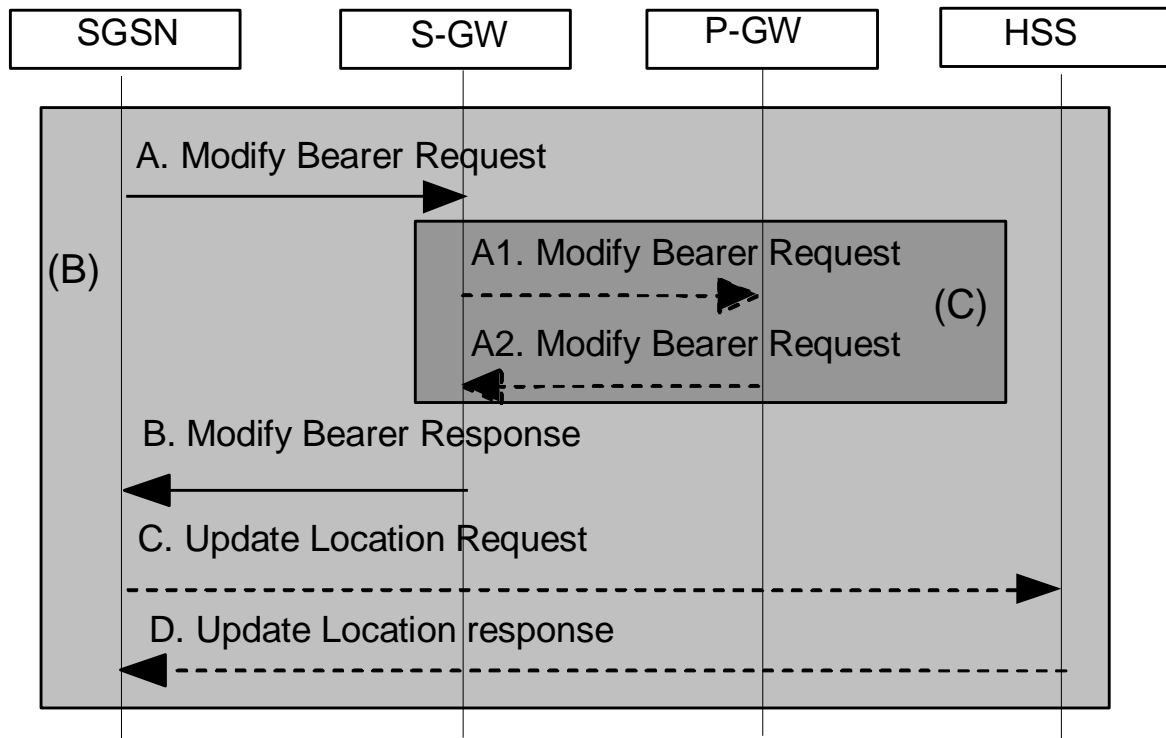 SGSN
S-GW
P-GW
HSS
A. Modify Bearer Request
A1. Modify Bearer Request
(B)
(C)
A2. Modify Bearer Request
B. Modify Bearer Response
C. Update Location Request
D. Update Location response